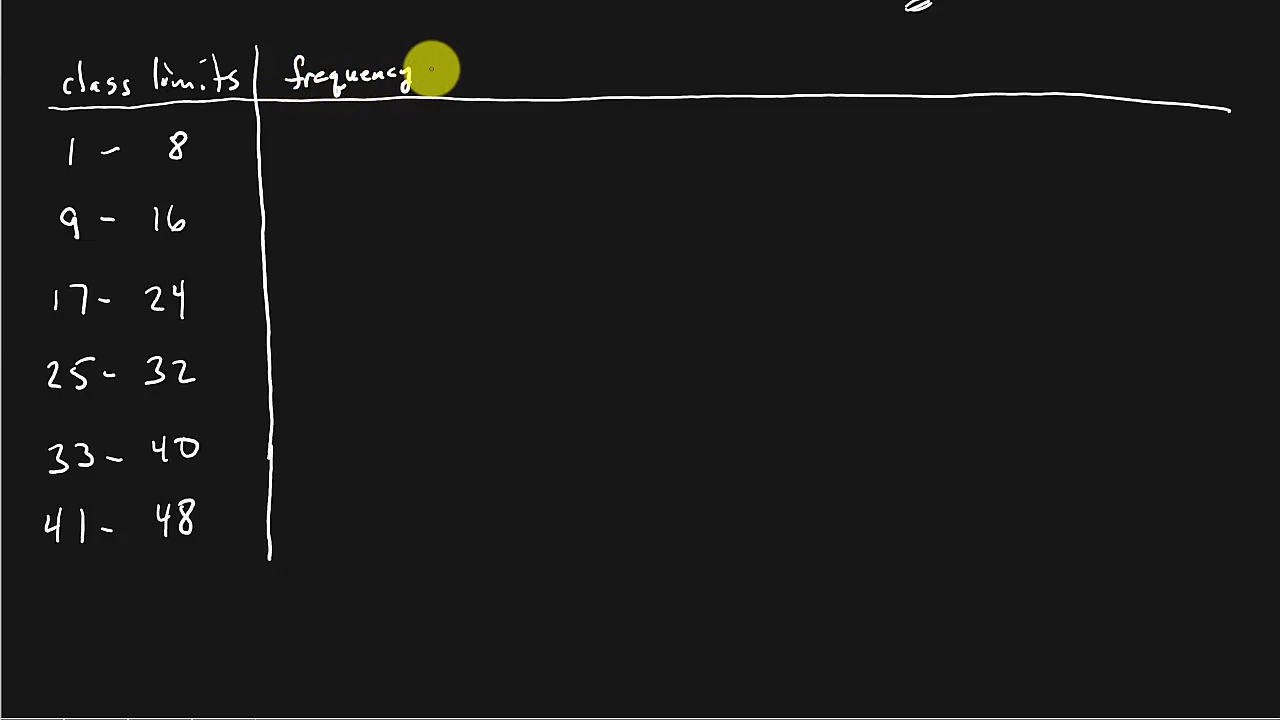 class limits frequency
1 - 8
9 - 16
17 - 24
25 - 32
33 - 40
41 - 48